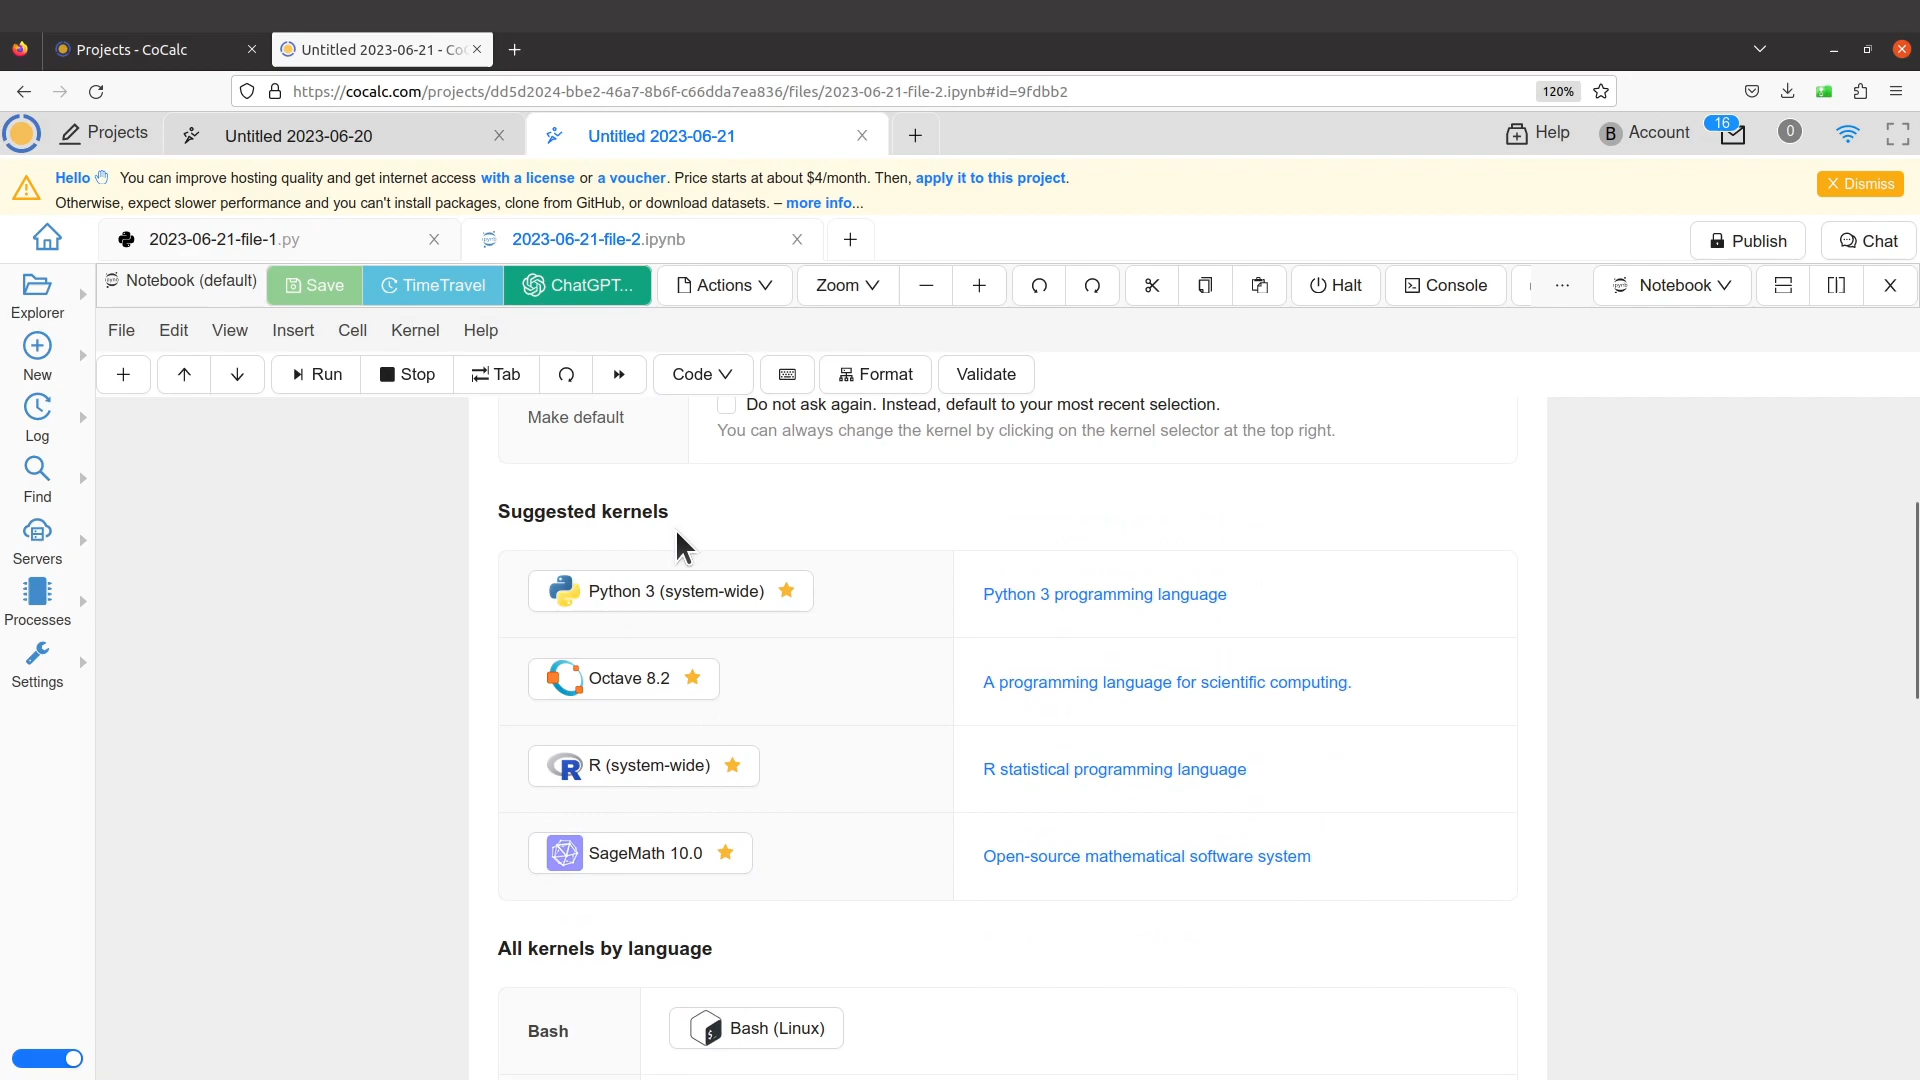 Projects - CoCalc
Untitled 2023-06-21 - Co
https://cocalc.com/projects/dd5d2024-bbe2-46a7-8b6f-c66dda7ea836/files/2023-06-21-file-2.ipynb#id=9fdbb2
120%
Projects
Untitled 2023-06-20
Untitled 2023-06-21
Help
B Account
16
0
Hello You can improve hosting quality and get internet access with a license or a voucher. Price starts at about $4/month. Then, apply it to this project.
Otherwise, expect slower performance and you can't install packages, clone from GitHub, or download datasets. – more info...
Dismiss
2023-06-21-file-1.py
2023-06-21-file-2.ipynb
Publish
Chat
Notebook (default)
Save
TimeTravel
ChatGPT...
Actions
Zoom
Halt
Console
Notebook
File Edit View Insert Cell Kernel Help
Run
Stop
Tab
Code
Format
Validate
Explorer
New
Log
Find
Servers
Processes
Settings
Make default
Do not ask again. Instead, default to your most recent selection.
You can always change the kernel by clicking on the kernel selector at the top right.
Suggested kernels
Python 3 (system-wide)
Python 3 programming language
Octave 8.2
A programming language for scientific computing.
R (system-wide)
R statistical programming language
SageMath 10.0
Open-source mathematical software system
All kernels by language
Bash
Bash (Linux)